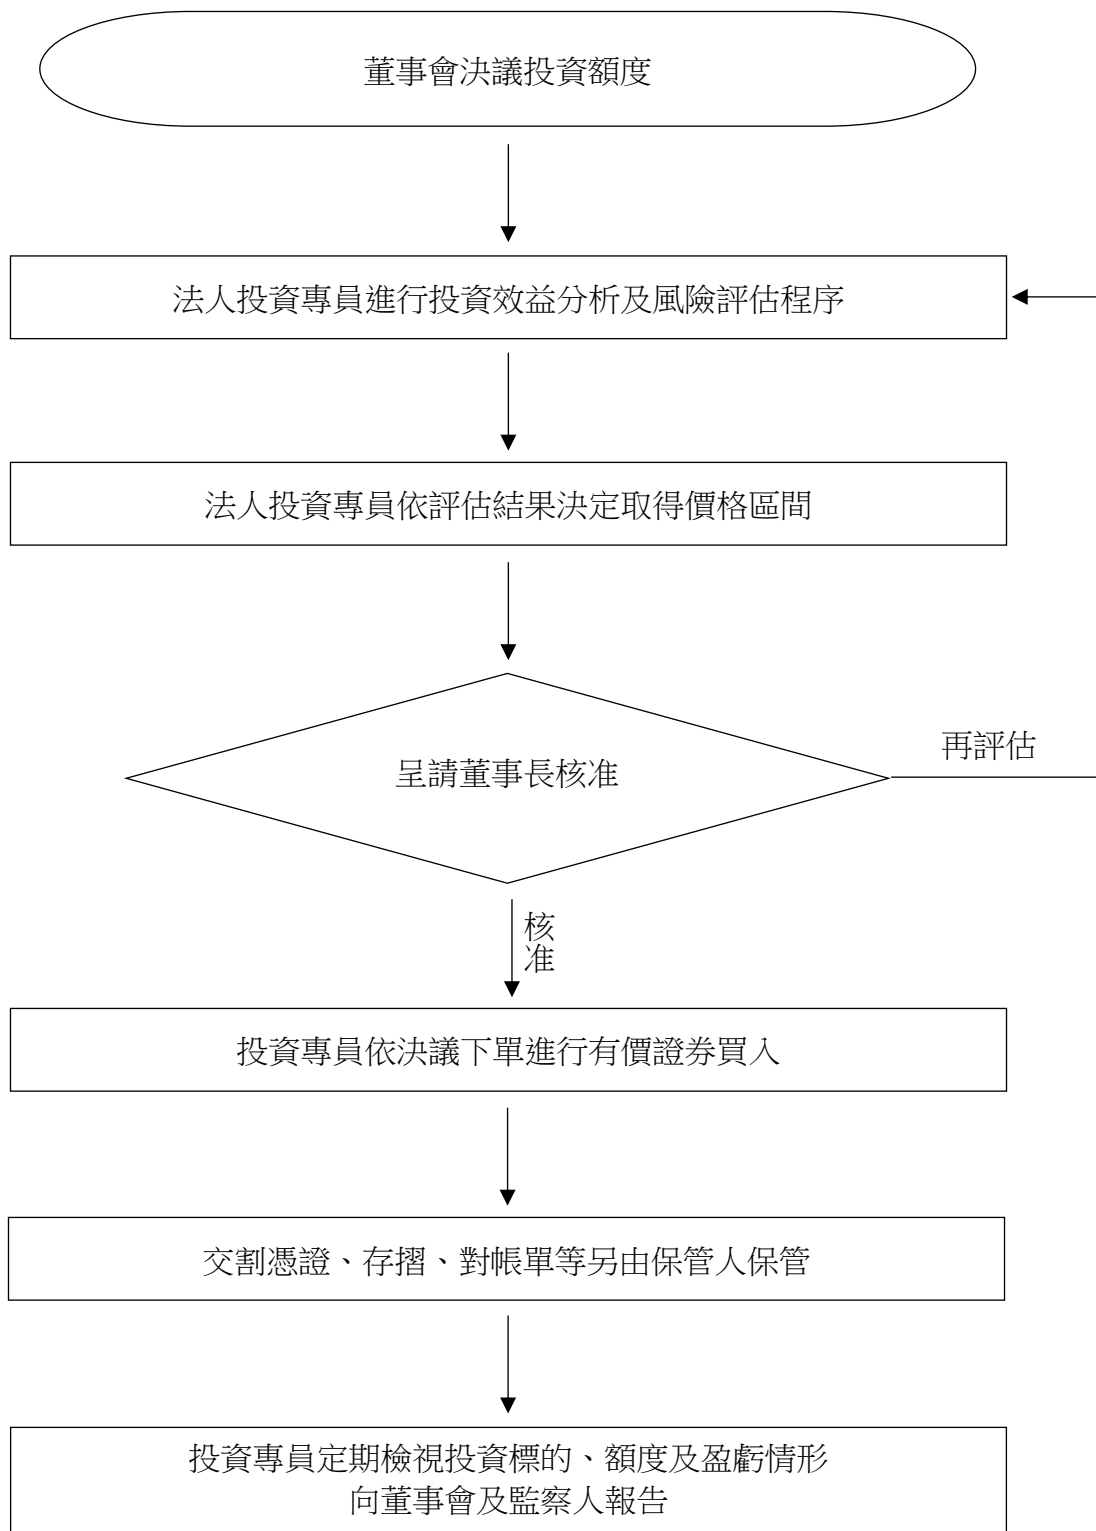 董事會決議投資額度
法人投資專員進行投資效益分析及風險評估程序
法人投資專員依評估結果決定取得價格區間
呈請董事長核准
再評估
核准
投資專員依決議下單進行有價證券買入
交割憑證、存摺、對帳單等另由保管人保管
投資專員定期檢視投資標的、額度及盈虧情形
向董事會及監察人報告